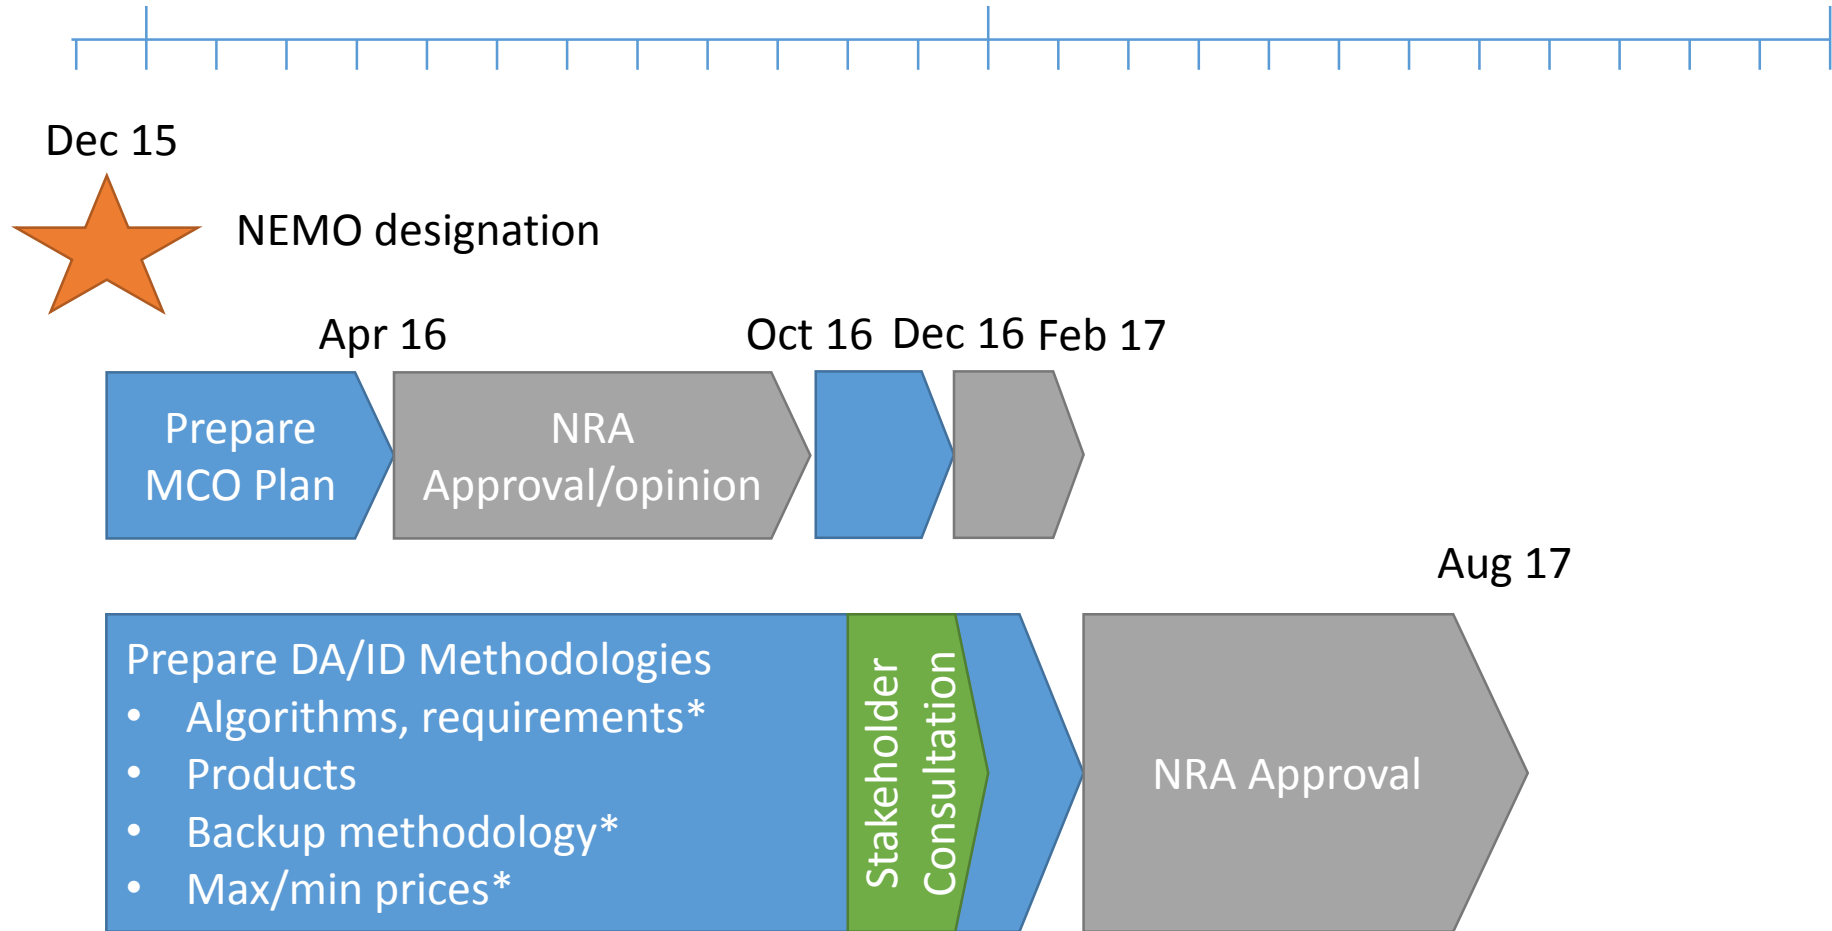 Dec 15
NEMO designation
Apr 16
Oct 16
Dec 16
Feb 17
Prepare
MCO Plan
NRA
Approval/opinion
Aug 17
Prepare DA/ID Methodologies
• Algorithms, requirements*
• Products
• Backup methodology*
• Max/min prices*
Stakeholder
Consultation
NRA Approval